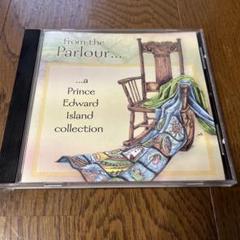 From the
Parlour...
...a
Prince
Edward
Island
collection